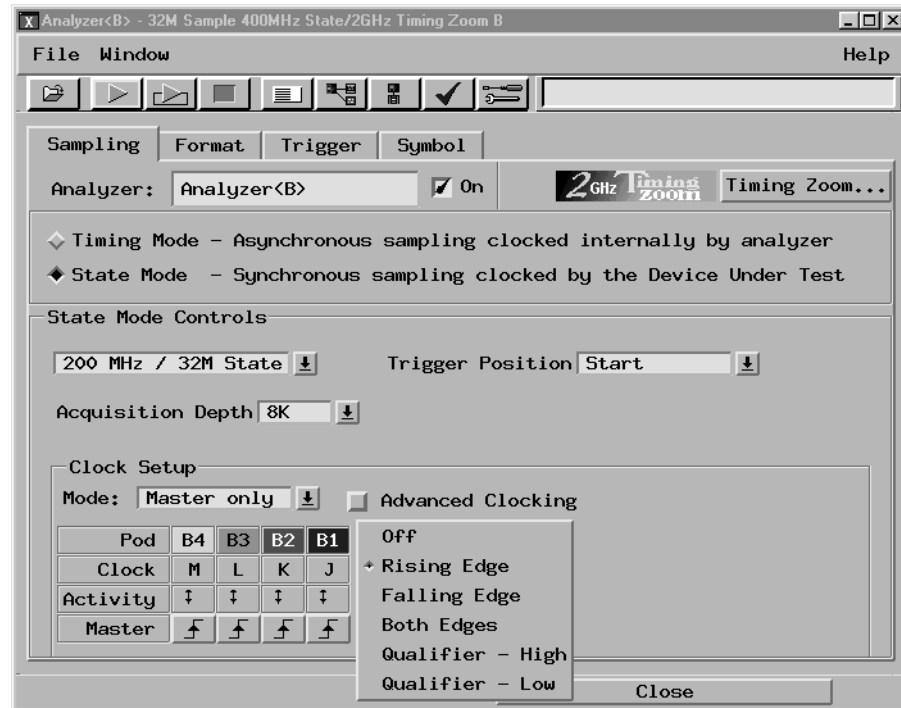 X Analyzer<B> - 32M Sample 400MHz State/2GHz Timing Zoom B
File Window Help
Sampling Format Trigger Symbol
Analyzer: Analyzer<B> On 2GHz Timing zoom Timing Zoom...
Timing Mode - Asynchronous sampling clocked internally by analyzer
State Mode - Synchronous sampling clocked by the Device Under Test
State Mode Controls
200 MHz / 32M State Trigger Position Start
Acquisition Depth 8K
Clock Setup
Mode: Master only Advanced Clocking
Pod B4 B3 B2 B1
Clock M L K J
Activity
Master
Off
Rising Edge
Falling Edge
Both Edges
Qualifier - High
Qualifier - Low
Close